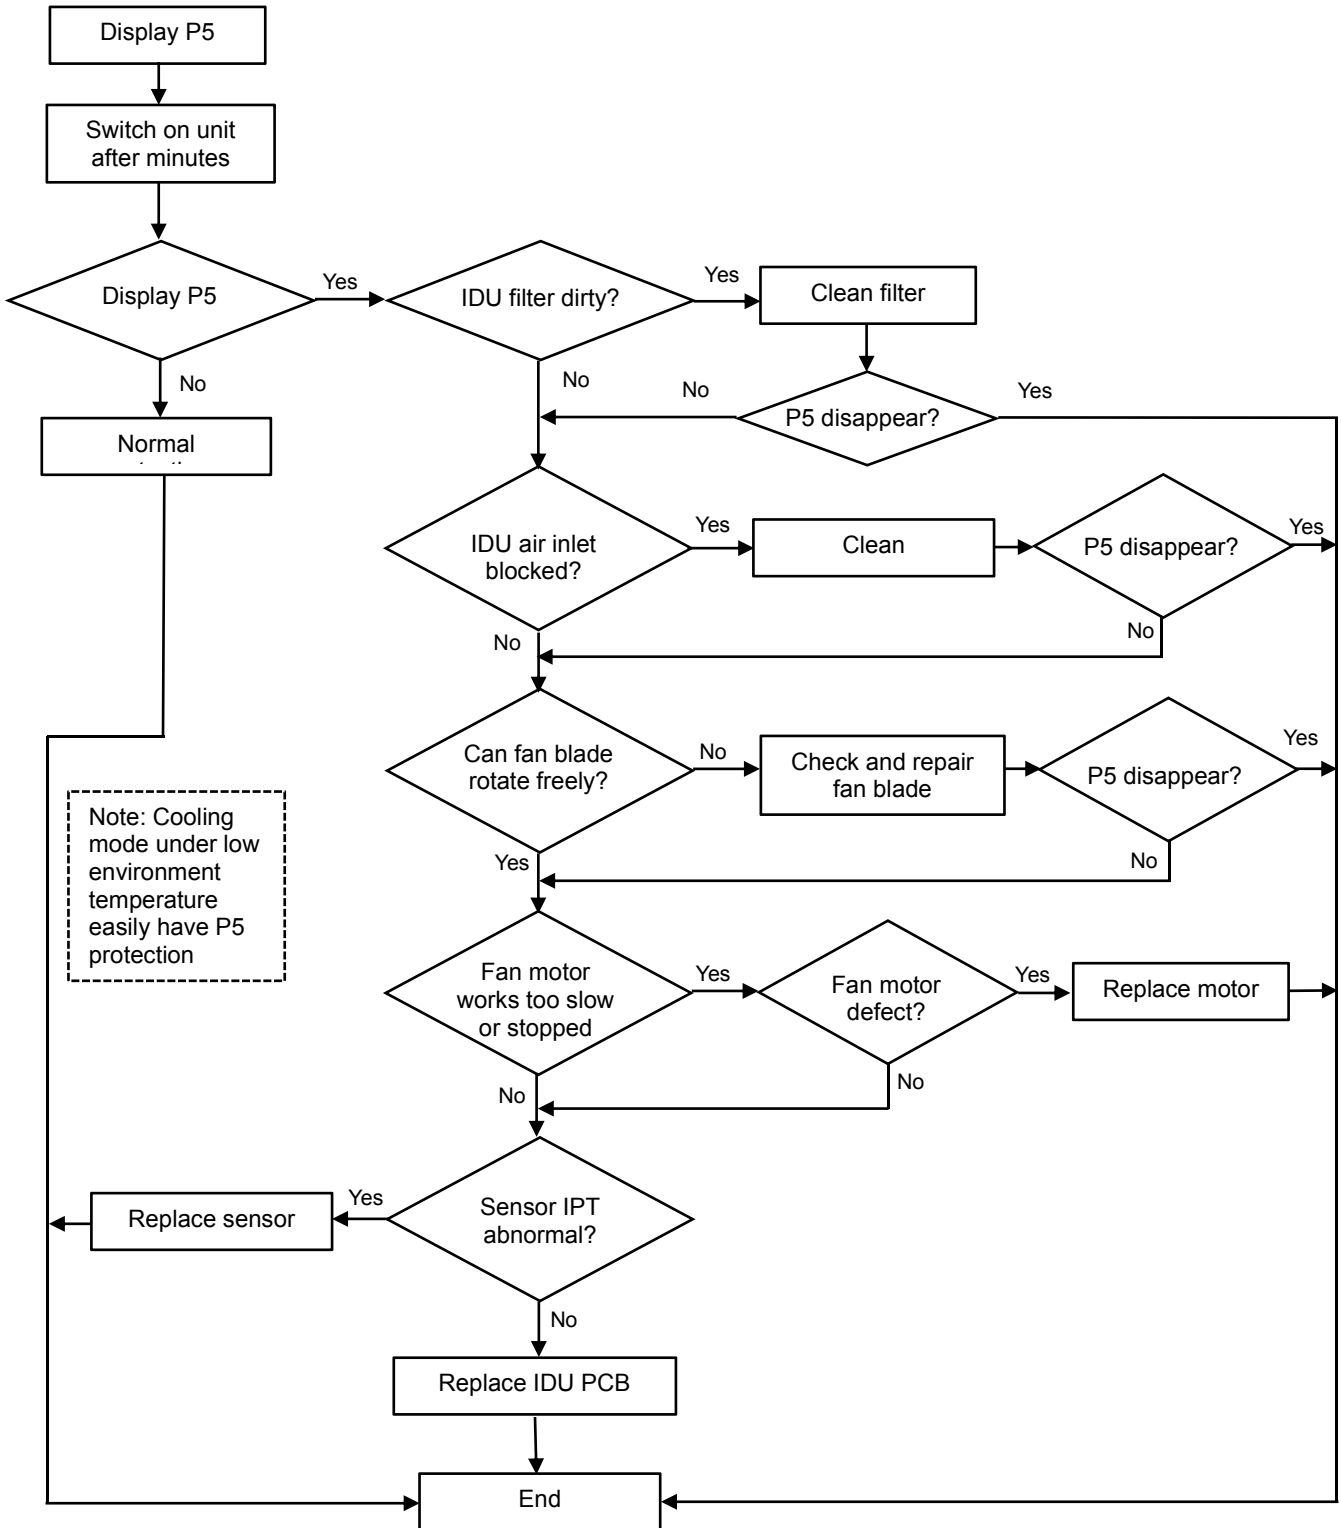 Display P5
Switch on unit
after minutes
Display P5
Yes
No
Normal
IDU filter dirty?
Yes
No
Clean filter
P5 disappear?
No
Yes
IDU air inlet
blocked?
Yes
No
Clean
P5 disappear?
Yes
No
Can fan blade
rotate freely?
No
Yes
Check and repair
fan blade
P5 disappear?
Yes
No
Note: Cooling
mode under low
environment
temperature
easily have P5
protection
Fan motor
works too slow
or stopped
Yes
No
Fan motor
defect?
Yes
No
Replace motor
Sensor IPT
abnormal?
Yes
No
Replace sensor
Replace IDU PCB
End